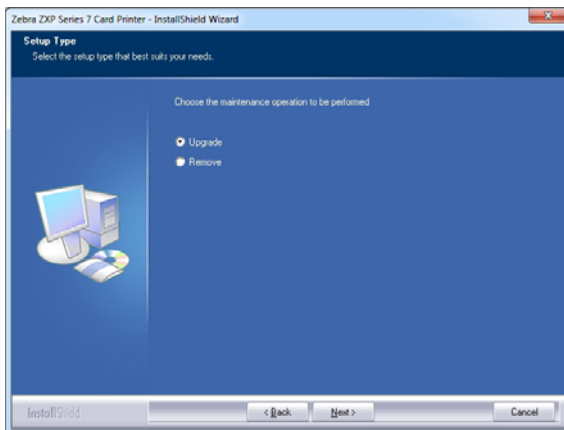 Zebra ZXP Series 7 Card Printer - InstallShield Wizard
Setup Type
Select the setup type that best suits your needs.
Choose the maintenance operation to be performed
Upgrade
Remove
InstallShield
< Back Next > Cancel